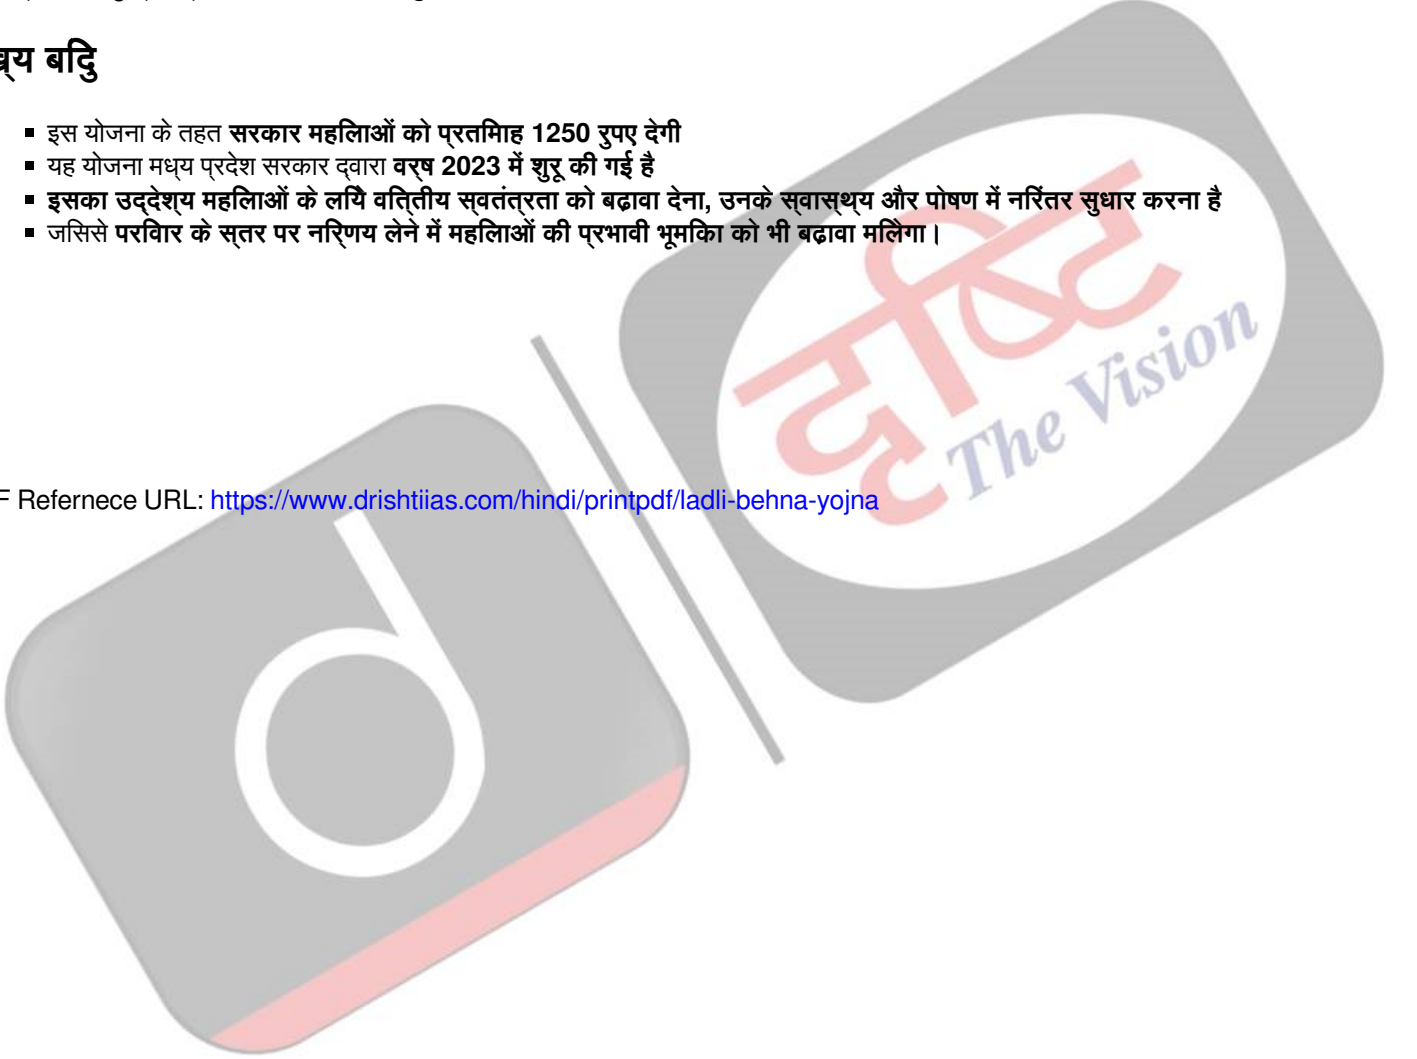 ख्य बिंदु
▪ इस योजना के तहत सरकार महिलाओं को प्रतिमाह 1250 रुपए देगी
▪ यह योजना मध्य प्रदेश सरकार द्वारा वर्ष 2023 में शुरू की गई है
▪ इसका उद्देश्य महिलाओं के लिये वित्तीय स्वतंत्रता को बढ़ावा देना, उनके स्वास्थ्य और पोषण में निरंतर सुधार करना है
▪ जिससे परिवार के स्तर पर निर्णय लेने में महिलाओं की प्रभावी भूमिका को भी बढ़ावा मिलेगा।
दृष्टि
The Vision
F Refernece URL: https://www.drishtiias.com/hindi/printpdf/ladli-behna-yojna
d